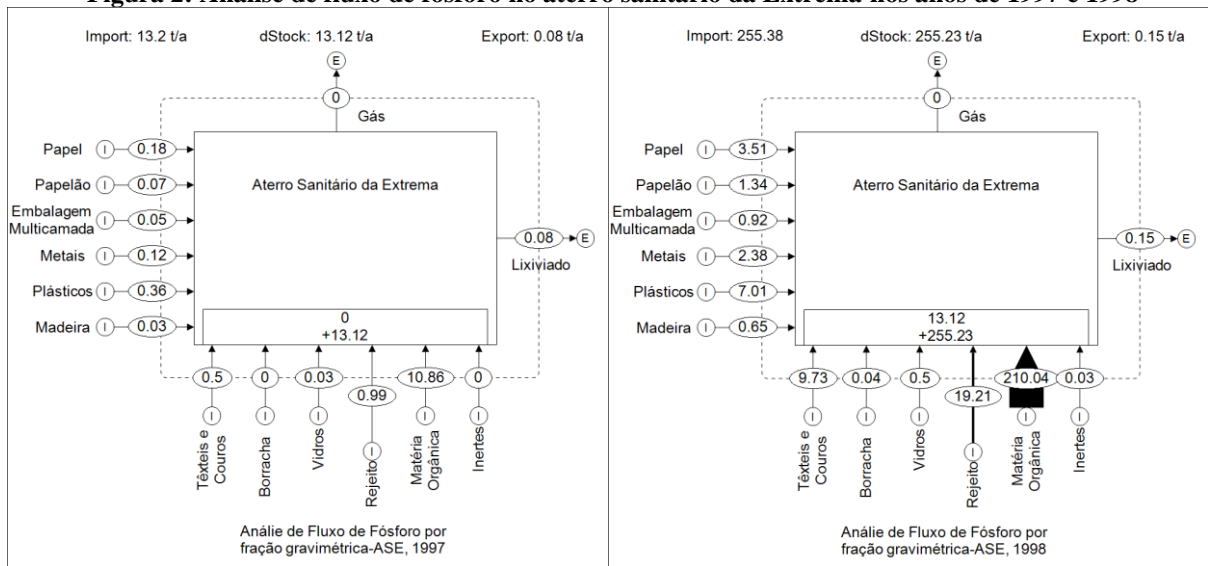 Figura 2: Análise de fluxo de fósforo no aterro sanitário da Extrema nos anos de 1997 e 1998
Import: 13.2 t/a
dStock: 13.12 t/a
Export: 0.08 t/a
E
0
Gás
Papel I 0.18
Papelão I 0.07
Aterro Sanitário da Extrema
Embalagem
Multicamada
I 0.05
Metais I 0.12
0.08 E
Lixiviado
Plásticos I 0.36
Madeira I 0.03
0
+13.12
0.5
0
0.03
0.99
10.86
0
I
I
I
I
I
I
Têxteis e
Couros
Borracha
Vidros
Rejeito
Matéria
Orgânica
Inertes
Análie de Fluxo de Fósforo por
fração gravimétrica-ASE, 1997
Import: 255.38
dStock: 255.23 t/a
Export: 0.15 t/a
E
0
Gás
Papel I 3.51
Papelão I 1.34
Aterro Sanitário da Extrema
Embalagem
Multicamada
I 0.92
Metais I 2.38
0.15 E
Lixiviado
Plásticos I 7.01
Madeira I 0.65
13.12
+255.23
9.73
0.04
0.5
19.21
210.04
0.03
I
I
I
I
I
I
Têxteis e
Couros
Borracha
Vidros
Rejeito
Matéria
Orgânica
Inertes
Análie de Fluxo de Fósforo por
fração gravimétrica-ASE, 1998